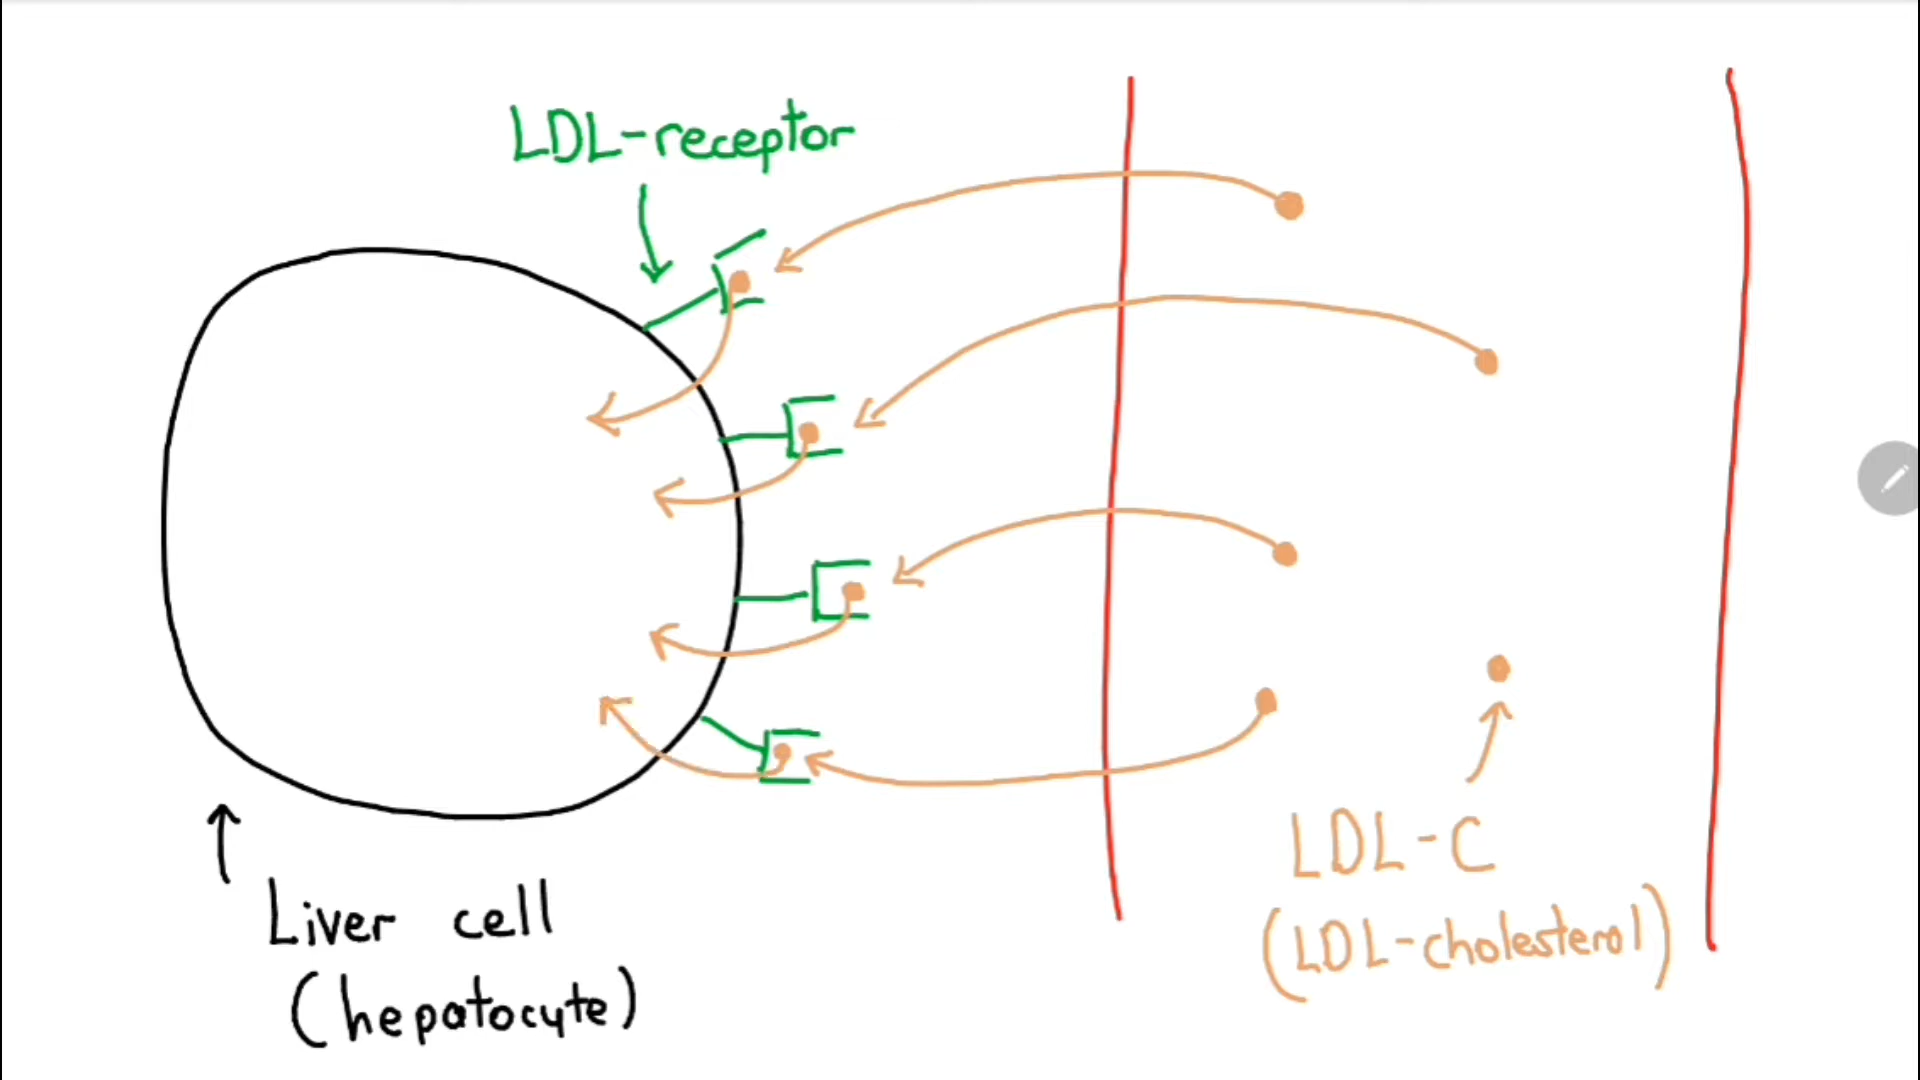 LDL-receptor
LDL-C
(LDL-cholesterol)
Liver cell
(hepatocyte)